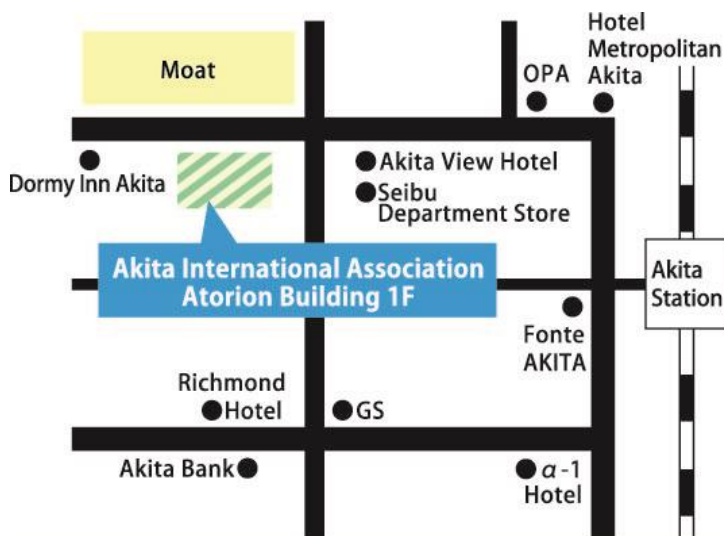 Hotel
Metropolitan
Akita
Moat
OPA
Akita View Hotel
Dormy Inn Akita
Seibu
Department Store
Akita International Association
Atorion Building 1F
Akita
Station
Fonte
AKITA
Richmond
Hotel
GS
Akita Bank
α-1
Hotel